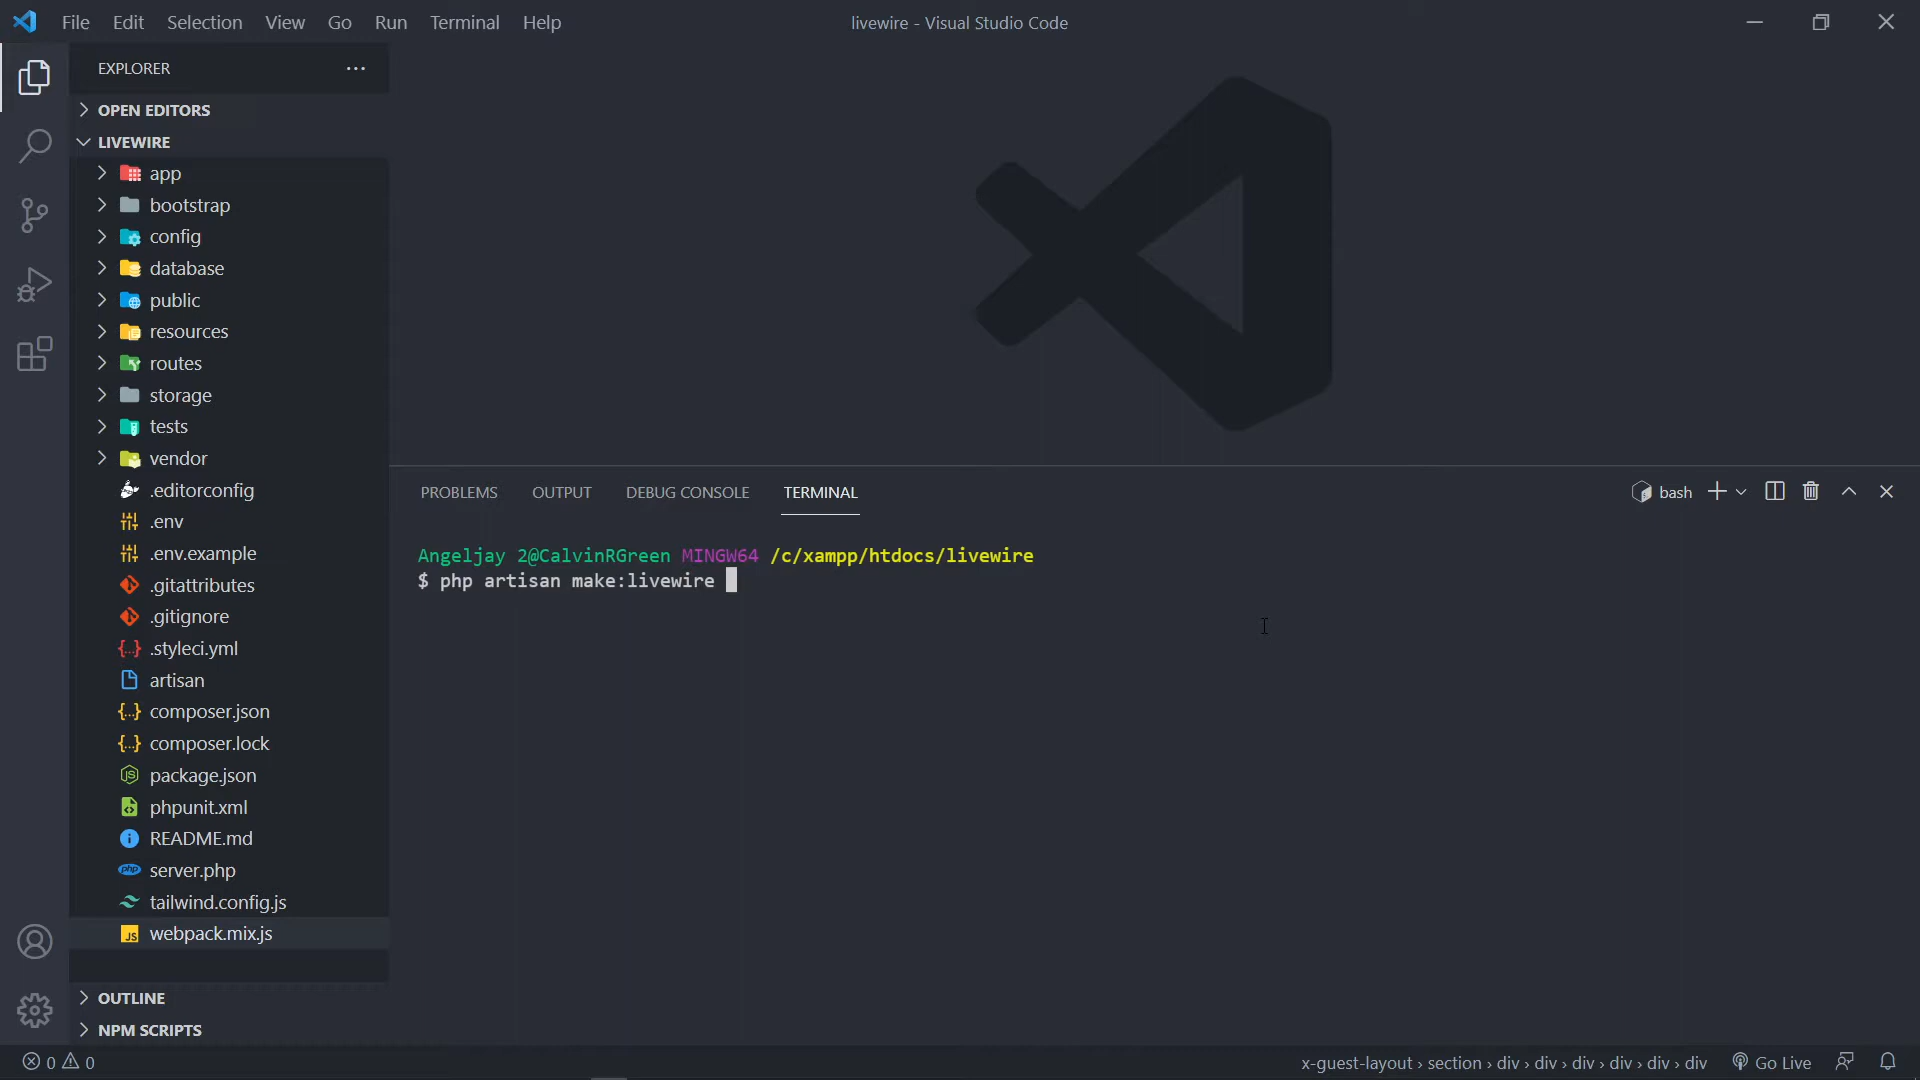 File Edit Selection View Go Run Terminal Help
livewire - Visual Studio Code
EXPLORER
OPEN EDITORS
LIVEWIRE
app
bootstrap
config
database
public
resources
routes
storage
tests
vendor
.editorconfig
.env
.env.example
.gitattributes
.gitignore
.styleci.yml
artisan
composer.json
composer.lock
package.json
phpunit.xml
README.md
server.php
tailwind.config.js
webpack.mix.js
OUTLINE
NPM SCRIPTS
PROBLEMS OUTPUT DEBUG CONSOLE TERMINAL
bash
Angeljay 2@CalvinRGreen MINGW64 /c/xampp/htdocs/livewire
$ php artisan make:livewire
0 0
x-guest-layout › section › div › div › div › div › div › div
Go Live